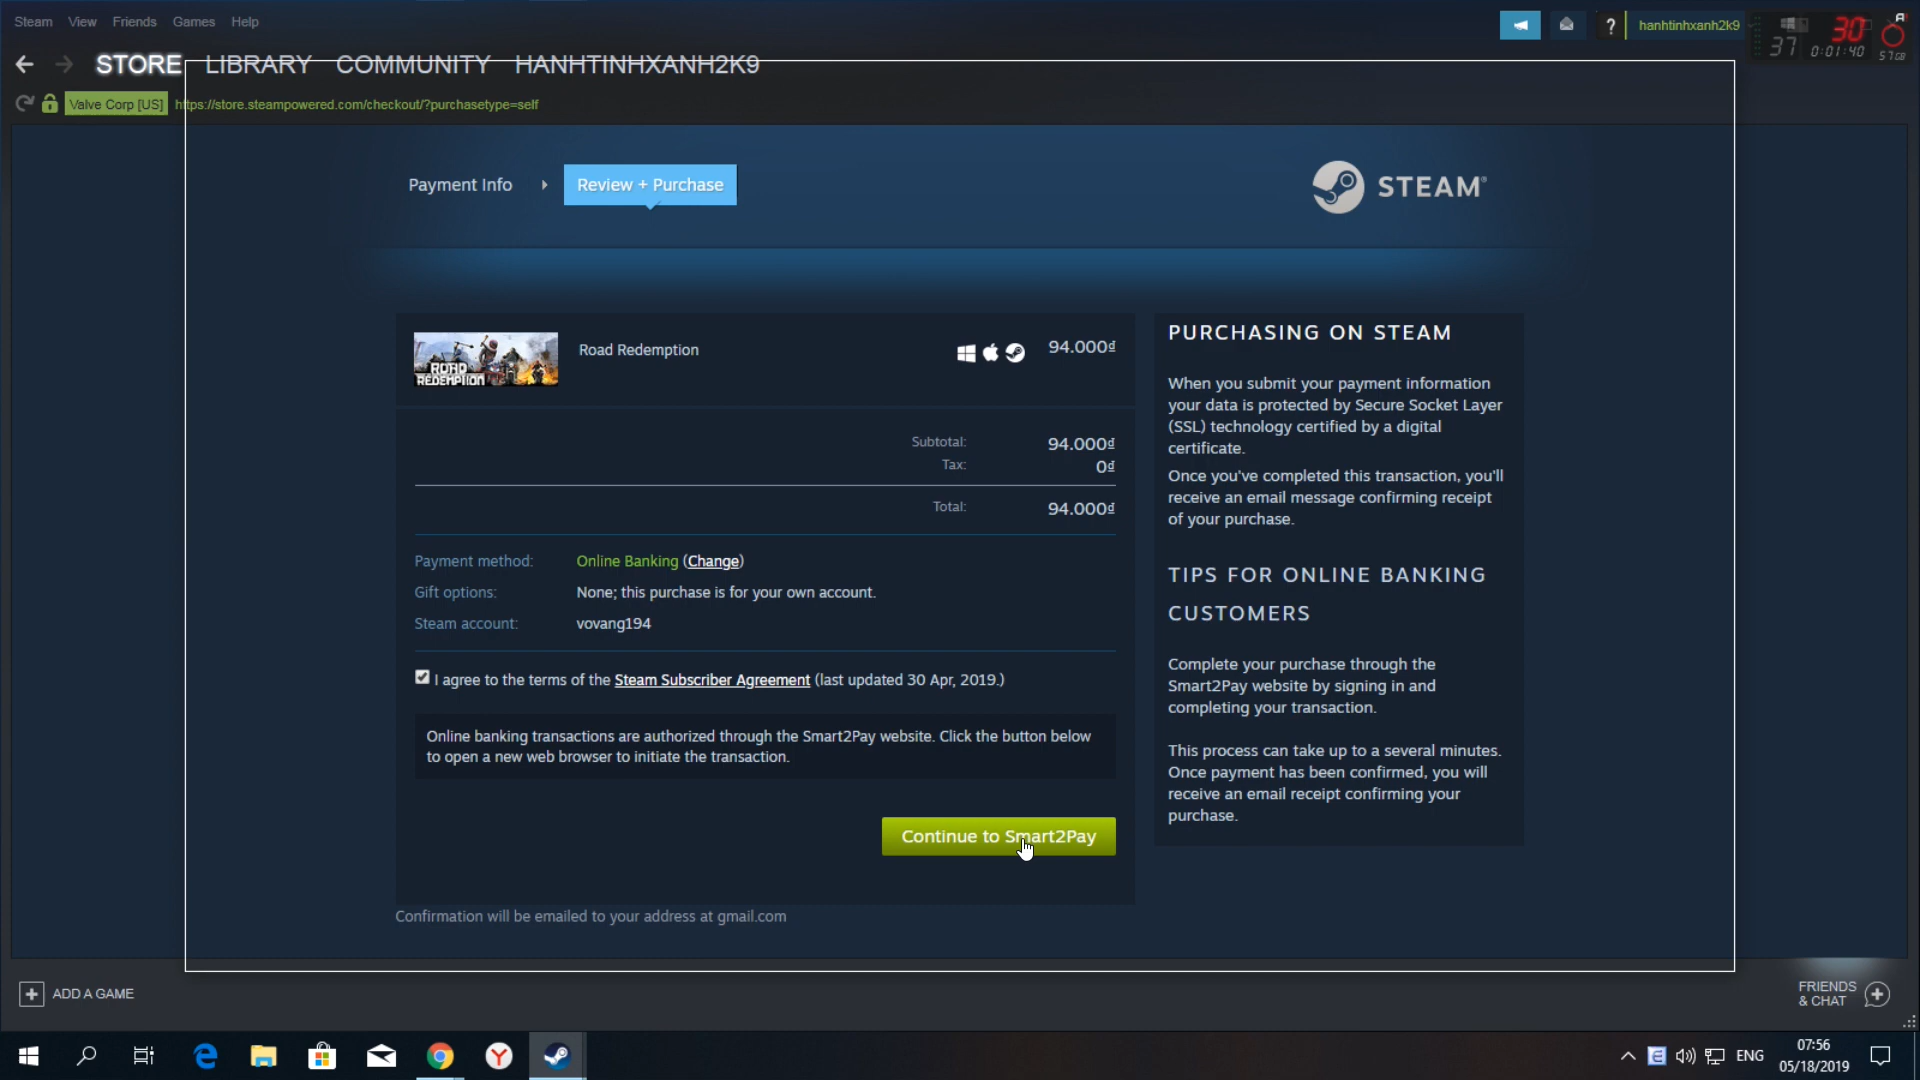 Steam View Friends Games Help
hanhtinhxanh2k9
37 30 0:01:40 57GB
STORE LIBRARY COMMUNITY HANHTINHXANH2K9
Valve Corp [US] https://store.steampowered.com/checkout/?purchasetype=self
Payment Info Review + Purchase
STEAM®
ROAD REDEMPTION
Road Redemption
94.000₫
Subtotal: 94.000₫
Tax: 0₫
Total: 94.000₫
Payment method: Online Banking (Change)
Gift options: None; this purchase is for your own account.
Steam account: vovang194
I agree to the terms of the Steam Subscriber Agreement (last updated 30 Apr, 2019.)
Online banking transactions are authorized through the Smart2Pay website. Click the button below
to open a new web browser to initiate the transaction.
Continue to Smart2Pay
Confirmation will be emailed to your address at gmail.com
PURCHASING ON STEAM
When you submit your payment information
your data is protected by Secure Socket Layer
(SSL) technology certified by a digital
certificate.
Once you've completed this transaction, you'll
receive an email message confirming receipt
of your purchase.
TIPS FOR ONLINE BANKING
CUSTOMERS
Complete your purchase through the
Smart2Pay website by signing in and
completing your transaction.
This process can take up to a several minutes.
Once payment has been confirmed, you will
receive an email receipt confirming your
purchase.
ADD A GAME
FRIENDS
& CHAT
ENG
07:56
05/18/2019